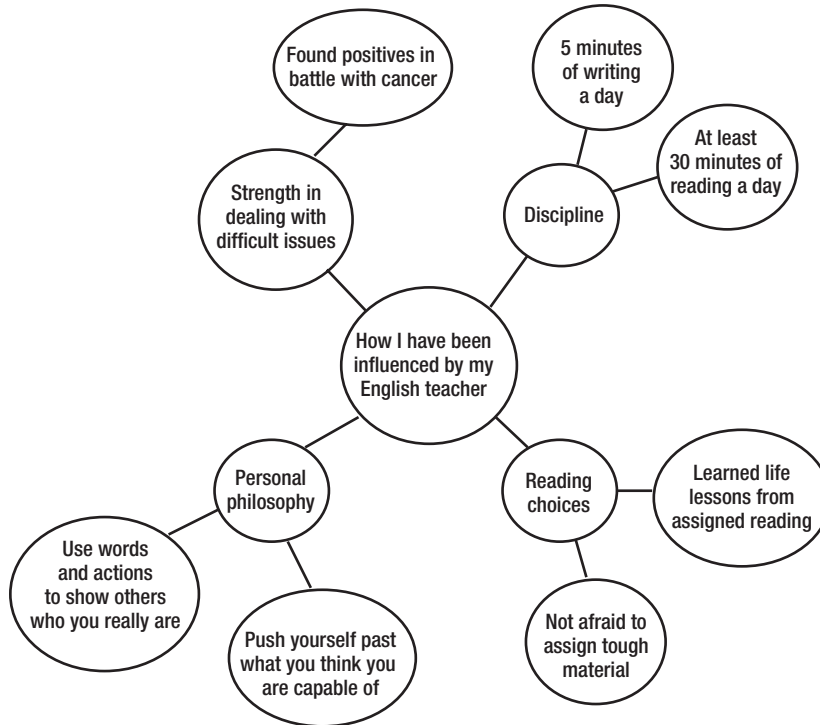 Found positives in
battle with cancer
5 minutes
of writing
a day
At least
30 minutes of
reading a day
Strength in
dealing with
difficult issues
Discipline
How I have been
influenced by my
English teacher
Personal
philosophy
Reading
choices
Learned life
lessons from
assigned reading
Use words
and actions
to show others
who you really are
Push yourself past
what you think you
are capable of
Not afraid to
assign tough
material